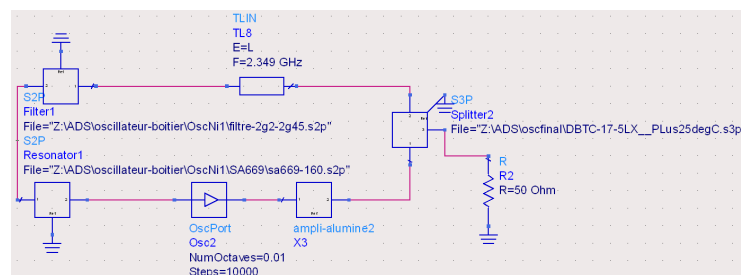 TLIN
TL8
E=L
F=2.349 GHz
S2P
Filter1
File="Z:\ADS\oscillateur-boitier\OscNi1\filtre-2g2-2g45.s2p"
S3P
Splitter2
File="Z:\ADS\oscfinal\DBTC-17-5LX__PLus25degC.s3p
S2P
Resonator1
File="Z:\ADS\oscillateur-boitier\OscNi1\SA669\sa669-160.s2p"
R
R2
R=50 Ohm
OscPort
Osc2
NumOctaves=0.01
Steps=10000
ampli-alumine2
X3